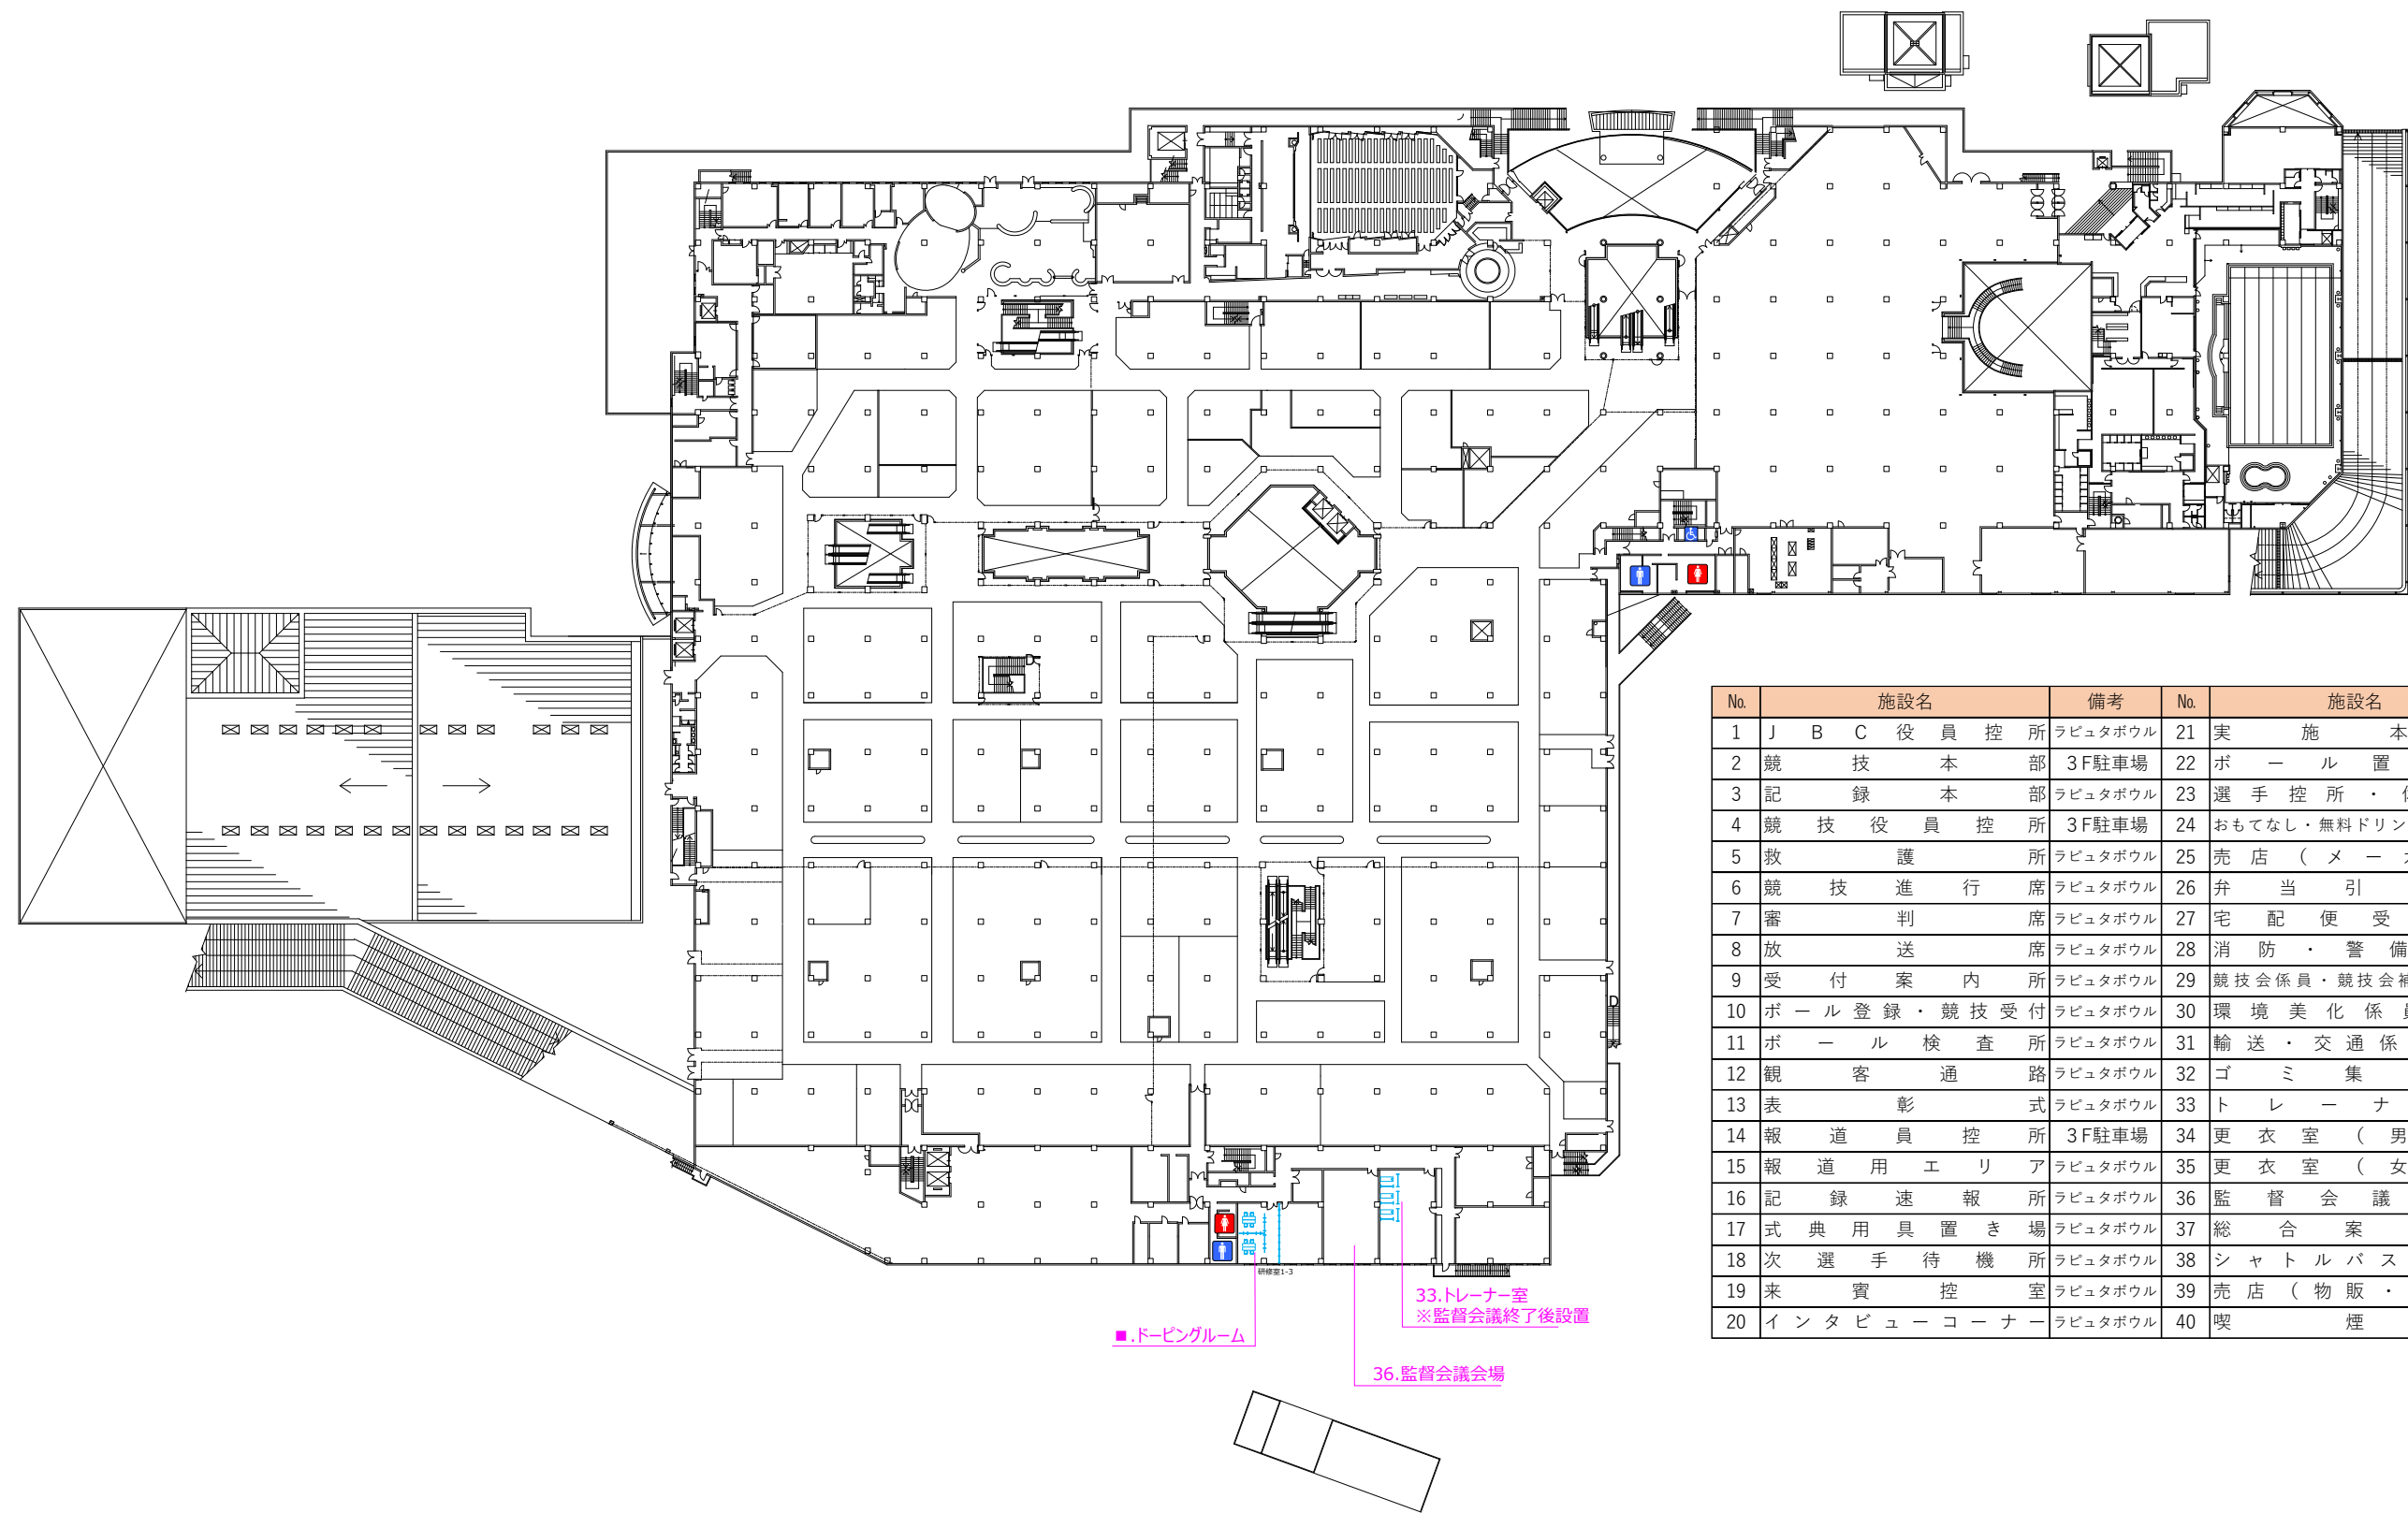 研修室1-3
33.トレーナー室
※監督会議終了後設置
■.ドーピングルーム
36.監督会議会場
D
D
No. 施設名 備考 No. 施設名
1 JBC役員控所 ラピュタボウル 21 実施本
2 競技本部 3F駐車場 22 ボール置
3 記録本部 ラピュタボウル 23 選手控所・
4 競技役員控所 3F駐車場 24 おもてなし・無料ドリン
5 救護所 ラピュタボウル 25 売店（メー
6 競技進行席 ラピュタボウル 26 弁当引
7 審判席 ラピュタボウル 27 宅配便受
8 放送席 ラピュタボウル 28 消防・警備
9 受付案内所 ラピュタボウル 29 競技会係員・競技会補
10 ボール登録・競技受付 ラピュタボウル 30 環境美化係員
11 ボール検査所 ラピュタボウル 31 輸送・交通係
12 観客通路 ラピュタボウル 32 ゴミ集
13 表彰式 ラピュタボウル 33 トレーナ
14 報道員控所 3F駐車場 34 更衣室（男
15 報道用エリア ラピュタボウル 35 更衣室（女
16 記録速報所 ラピュタボウル 36 監督会議
17 式典用具置き場 ラピュタボウル 37 総合案
18 次選手待機所 ラピュタボウル 38 シャトルバス
19 来賓控室 ラピュタボウル 39 売店（物販・
20 インタビューコーナー ラピュタボウル 40 喫煙